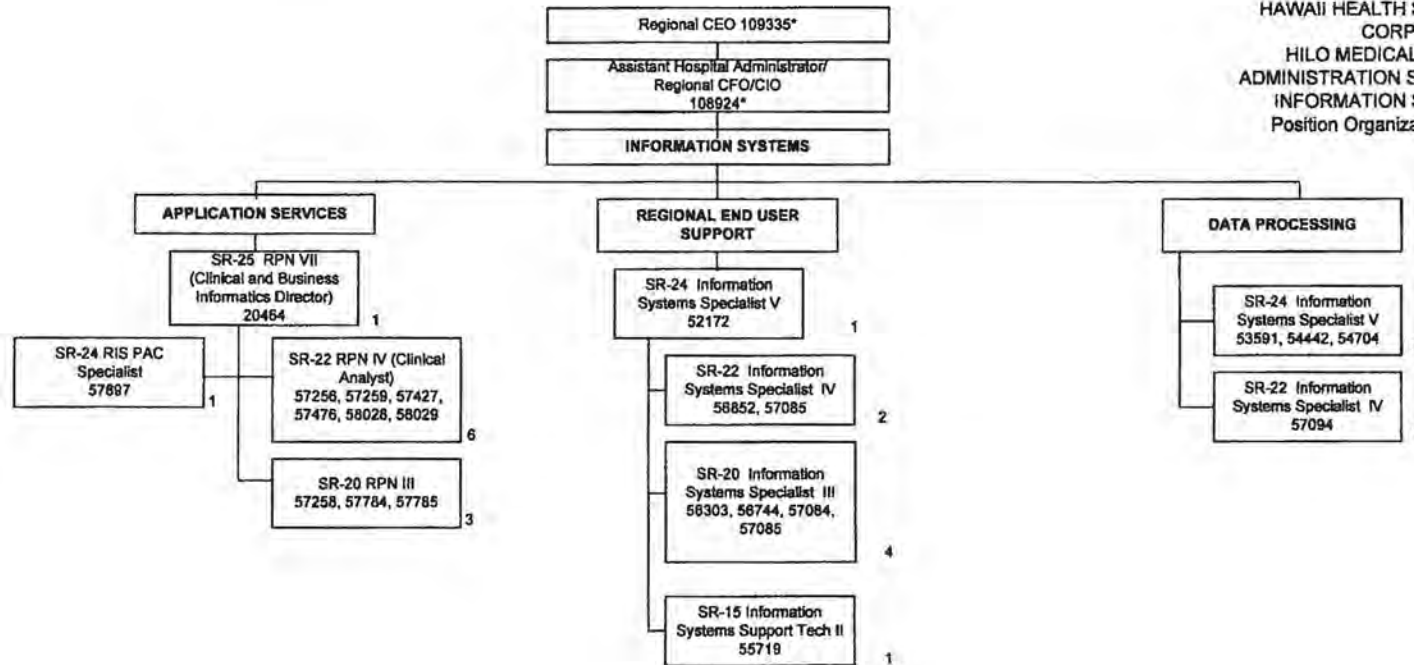 HAWAII HEALTH
CORP
HILO MEDICAL
ADMINISTRATION
INFORMATION
Position Organiza
Regional CEO 109335*
Assistant Hospital Administrator/
Regional CFO/CIO
108924*
INFORMATION SYSTEMS
APPLICATION SERVICES
SR-25 RPN VII
(Clinical and Business
Informatics Director)
20464
1
SR-24 RIS PAC
Specialist
57897
1
SR-22 RPN IV (Clinical
Analyst)
57256, 57259, 57427,
57476, 58028, 58029
6
SR-20 RPN III
57258, 57784, 57785
3
REGIONAL END USER
SUPPORT
SR-24 Information
Systems Specialist V
52172
1
SR-22 Information
Systems Specialist IV
56852, 57085
2
SR-20 Information
Systems Specialist III
56303, 56744, 57084,
57085
4
SR-15 Information
Systems Support Tech II
55719
1
DATA PROCESSING
SR-24 Information
Systems Specialist V
53591, 54442, 54704
SR-22 Information
Systems Specialist IV
57094